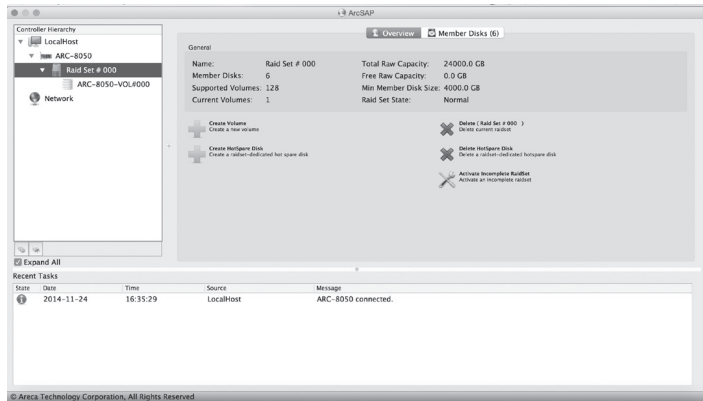 ArcSAP
Controller Hierarchy
LocalHost
ARC-8050
Raid Set # 000
ARC-8050-VOL#000
Network
Expand All
Overview
Member Disks (6)
General
Name: Raid Set # 000 Total Raw Capacity: 24000.0 GB
Member Disks: 6 Free Raw Capacity: 0.0 GB
Supported Volumes: 128 Min Member Disk Size: 4000.0 GB
Current Volumes: 1 Raid Set State: Normal
Create Volume
Create a new volume
Delete ( Raid Set # 000 )
Delete current raidset
Create HotSpare Disk
Create a raidset-dedicated hot spare disk
Delete HotSpare Disk
Delete a raidset-dedicated hotspare disk
Activate Incomplete RaidSet
Activate an incomplete raidset
Recent Tasks
State Date Time Source Message
2014-11-24 16:35:29 LocalHost ARC-8050 connected.
© Areca Technology Corporation, All Rights Reserved